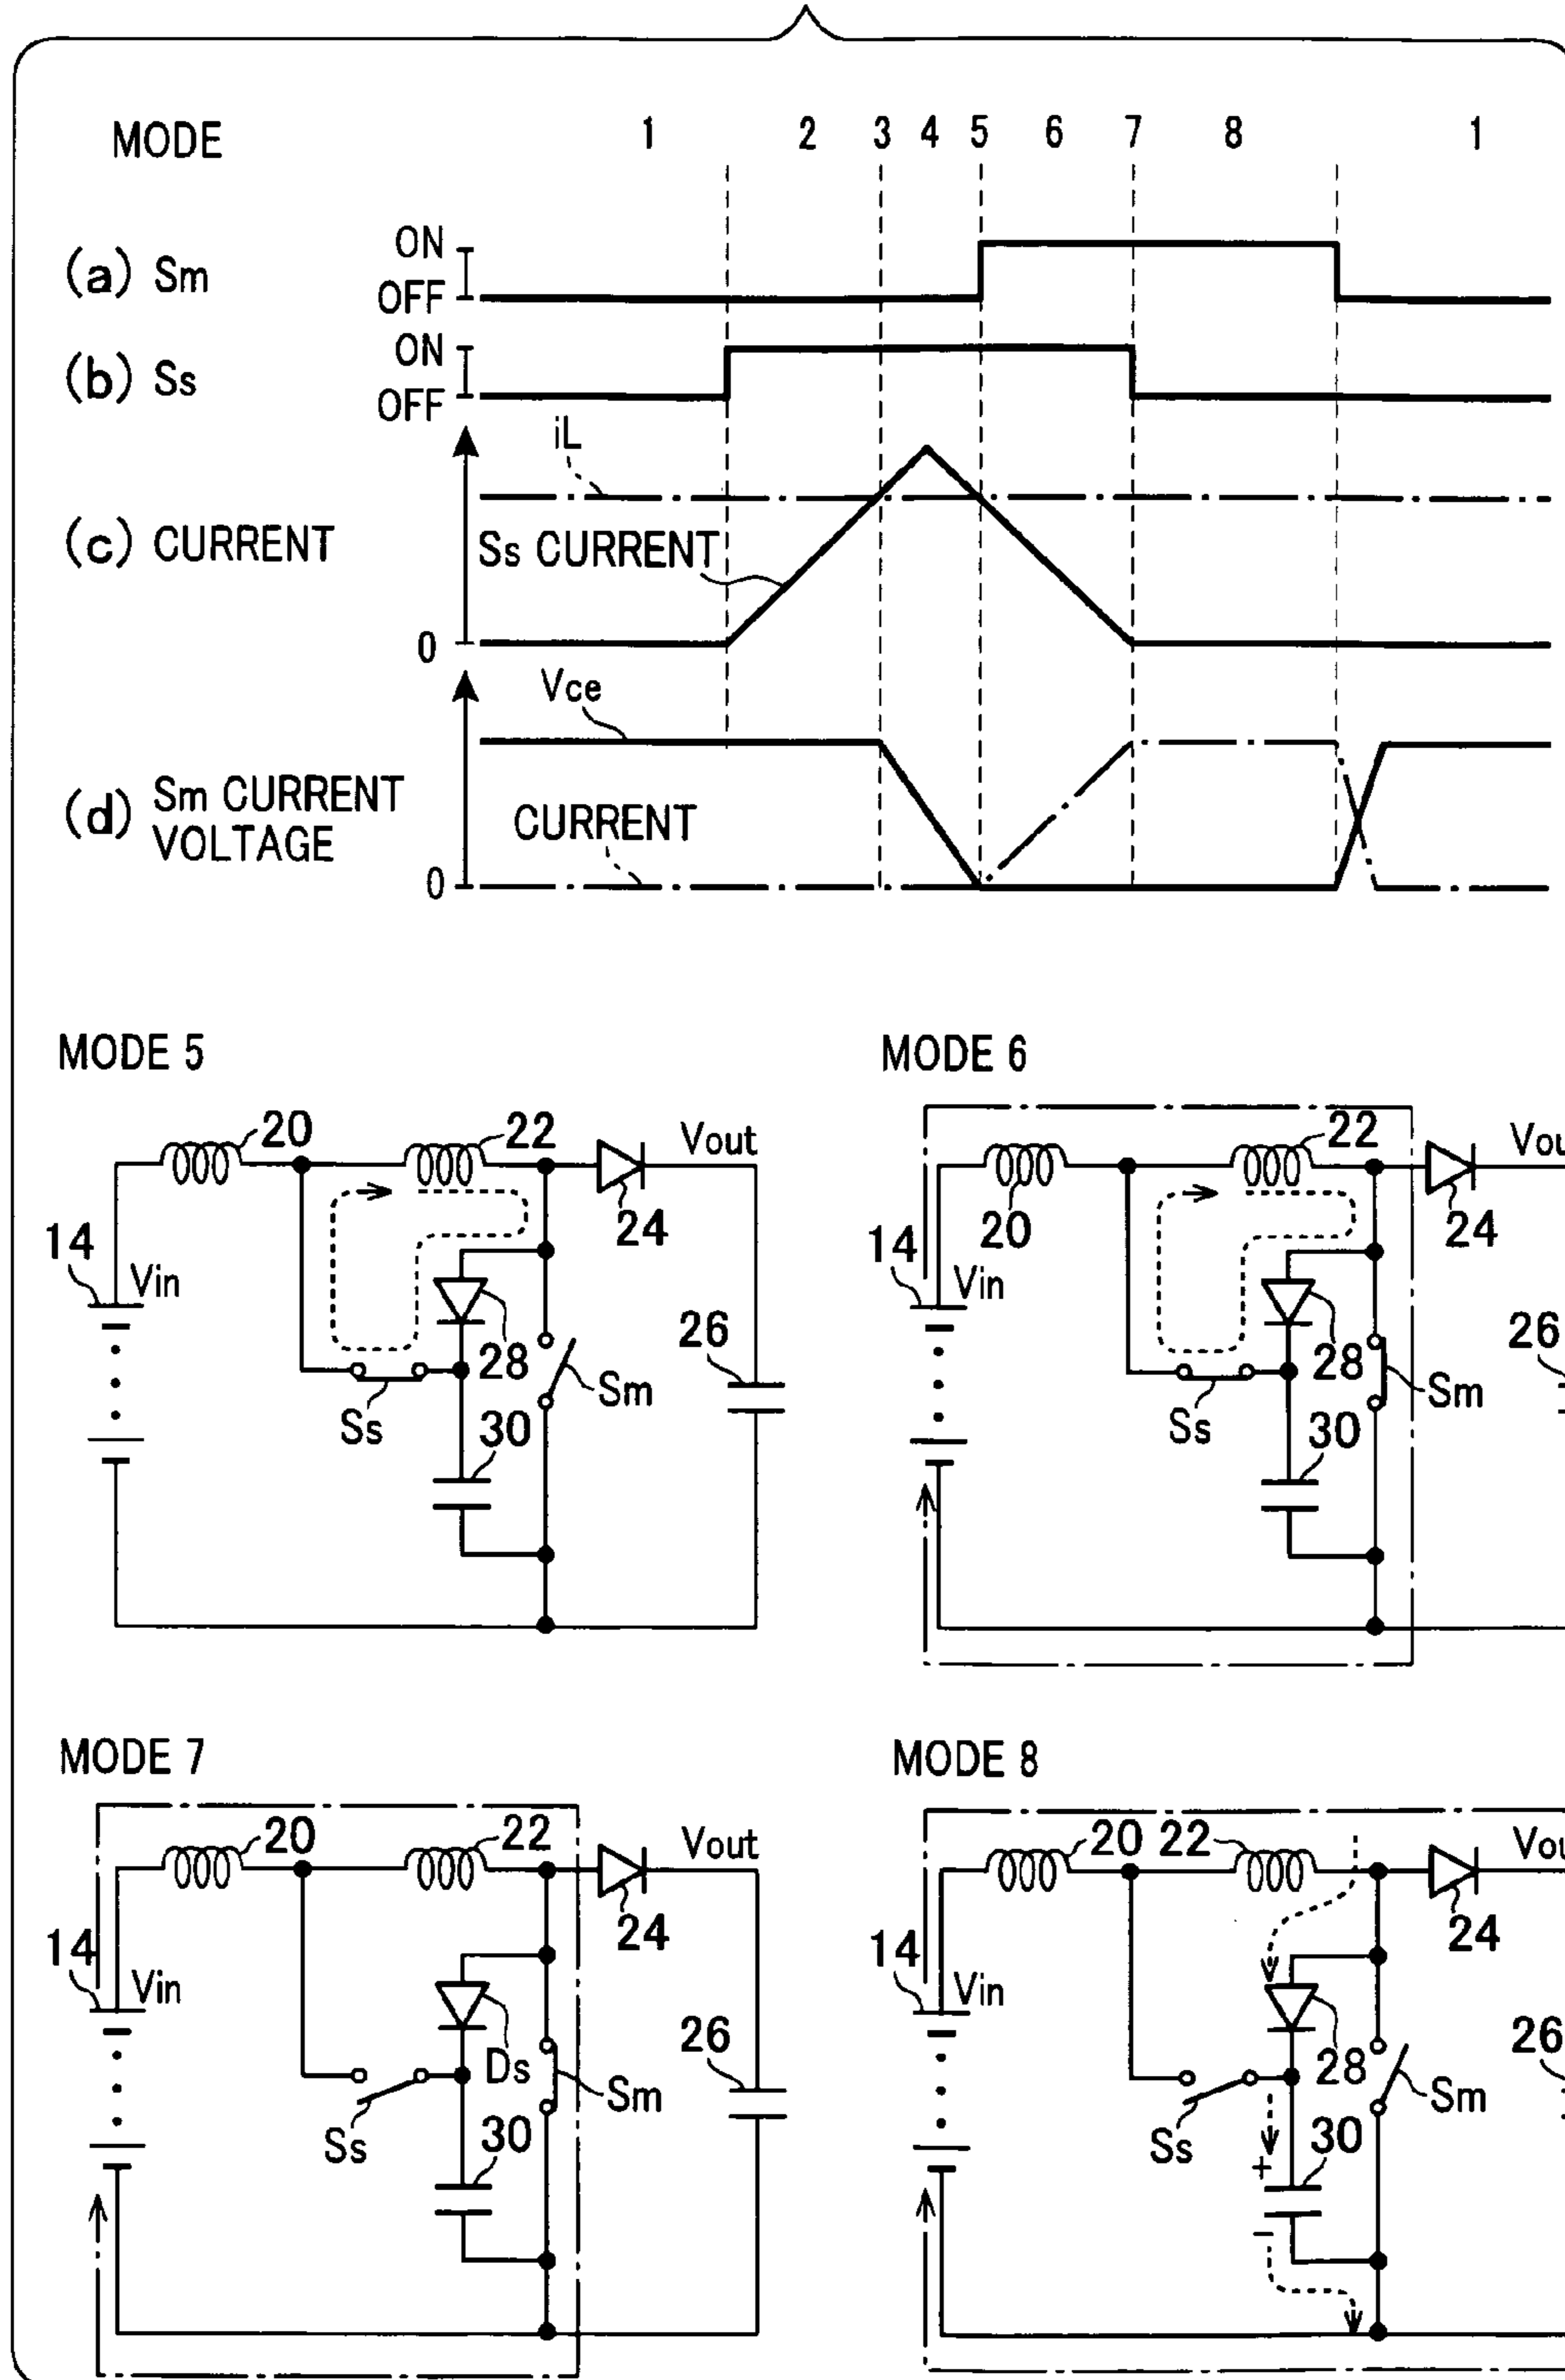 MODE 1 2 3 4 5 6 7 8 1
(a) Sm ON
OFF
(b) Ss ON
OFF
iL
(c) CURRENT Ss CURRENT
0
Vce
(d) Sm CURRENT
VOLTAGE
CURRENT
0
MODE 5
20 22 Vout
24
14 Vin
28 26
Ss Sm
30
MODE 6
22 Vou
20 24
14 Vin
28 26
Ss Sm
30
MODE 7
20 22 Vout
24
14 Vin
Ds 26
Ss Sm
30
MODE 8
20 22 Vou
24
14 Vin
28 26
Ss Sm
+ 30
−